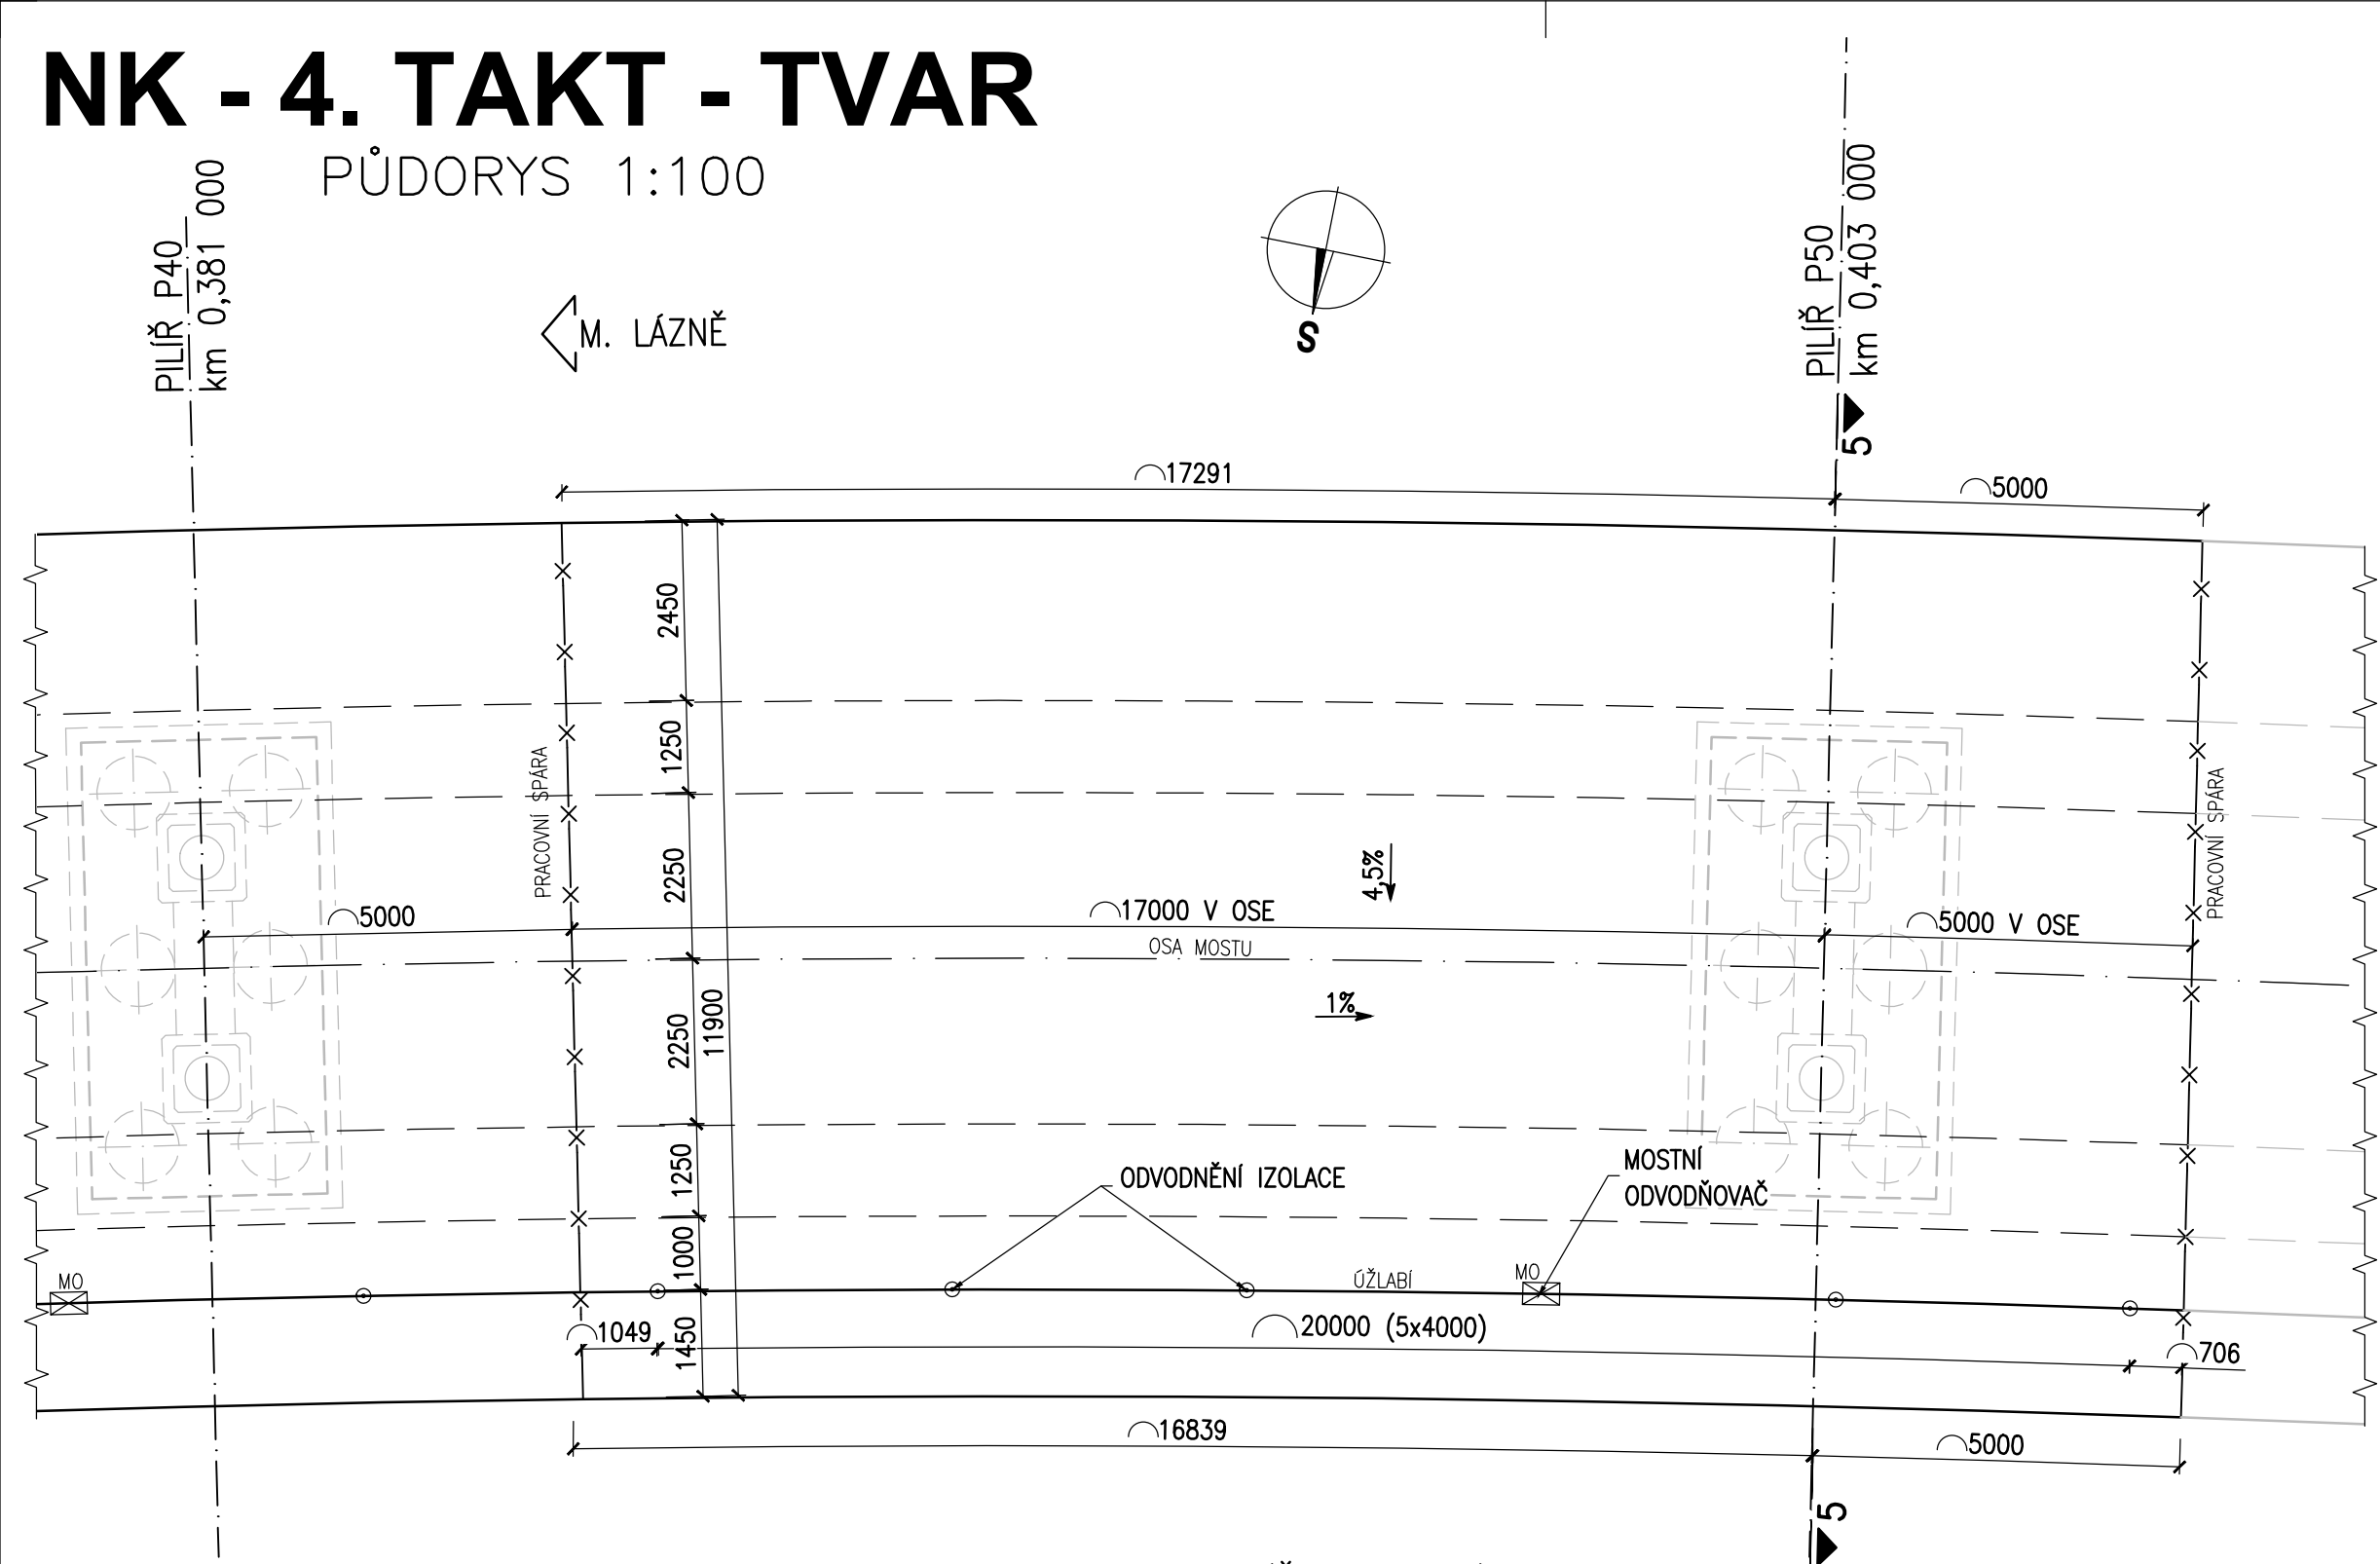 NK - 4. TAKT - TVAR
PŮDORYS 1:100
PILÍŘ P40
km 0,381 000
M. LÁZNĚ
S
PILÍŘ P50
km 0,403 000
5
17291
5000
2450
1250
2250
2250
1250
1000
1450
11900
PRACOVNÍ SPÁRA
PRACOVNÍ SPÁRA
4,5%
5000
17000 V OSE
5000 V OSE
OSA MOSTU
1%
ODVODNĚNÍ IZOLACE
MOSTNÍ
ODVODŇOVAČ
MO
MO
ÚŽLABÍ
1049
20000 (5x4000)
706
16839
5000
5